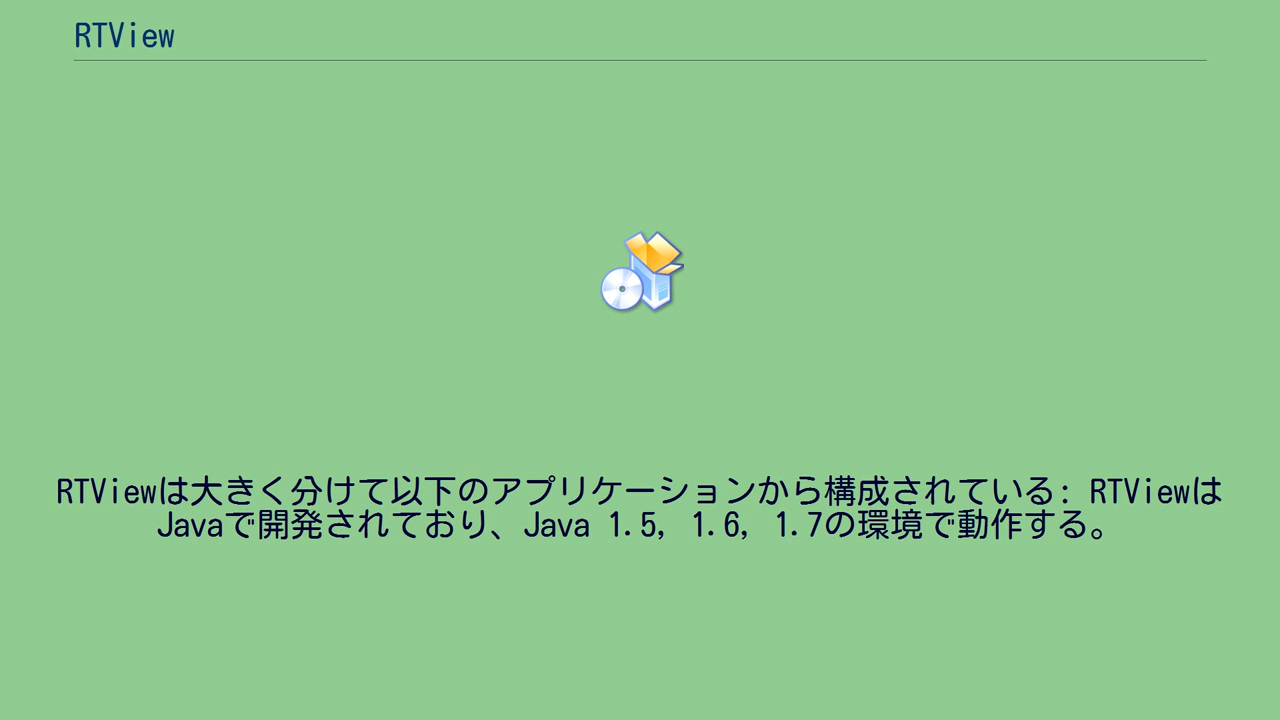 RTView
RTViewは大きく分けて以下のアプリケーションから構成されている: RTViewは
Javaで開発されており、Java 1.5, 1.6, 1.7の環境で動作する。